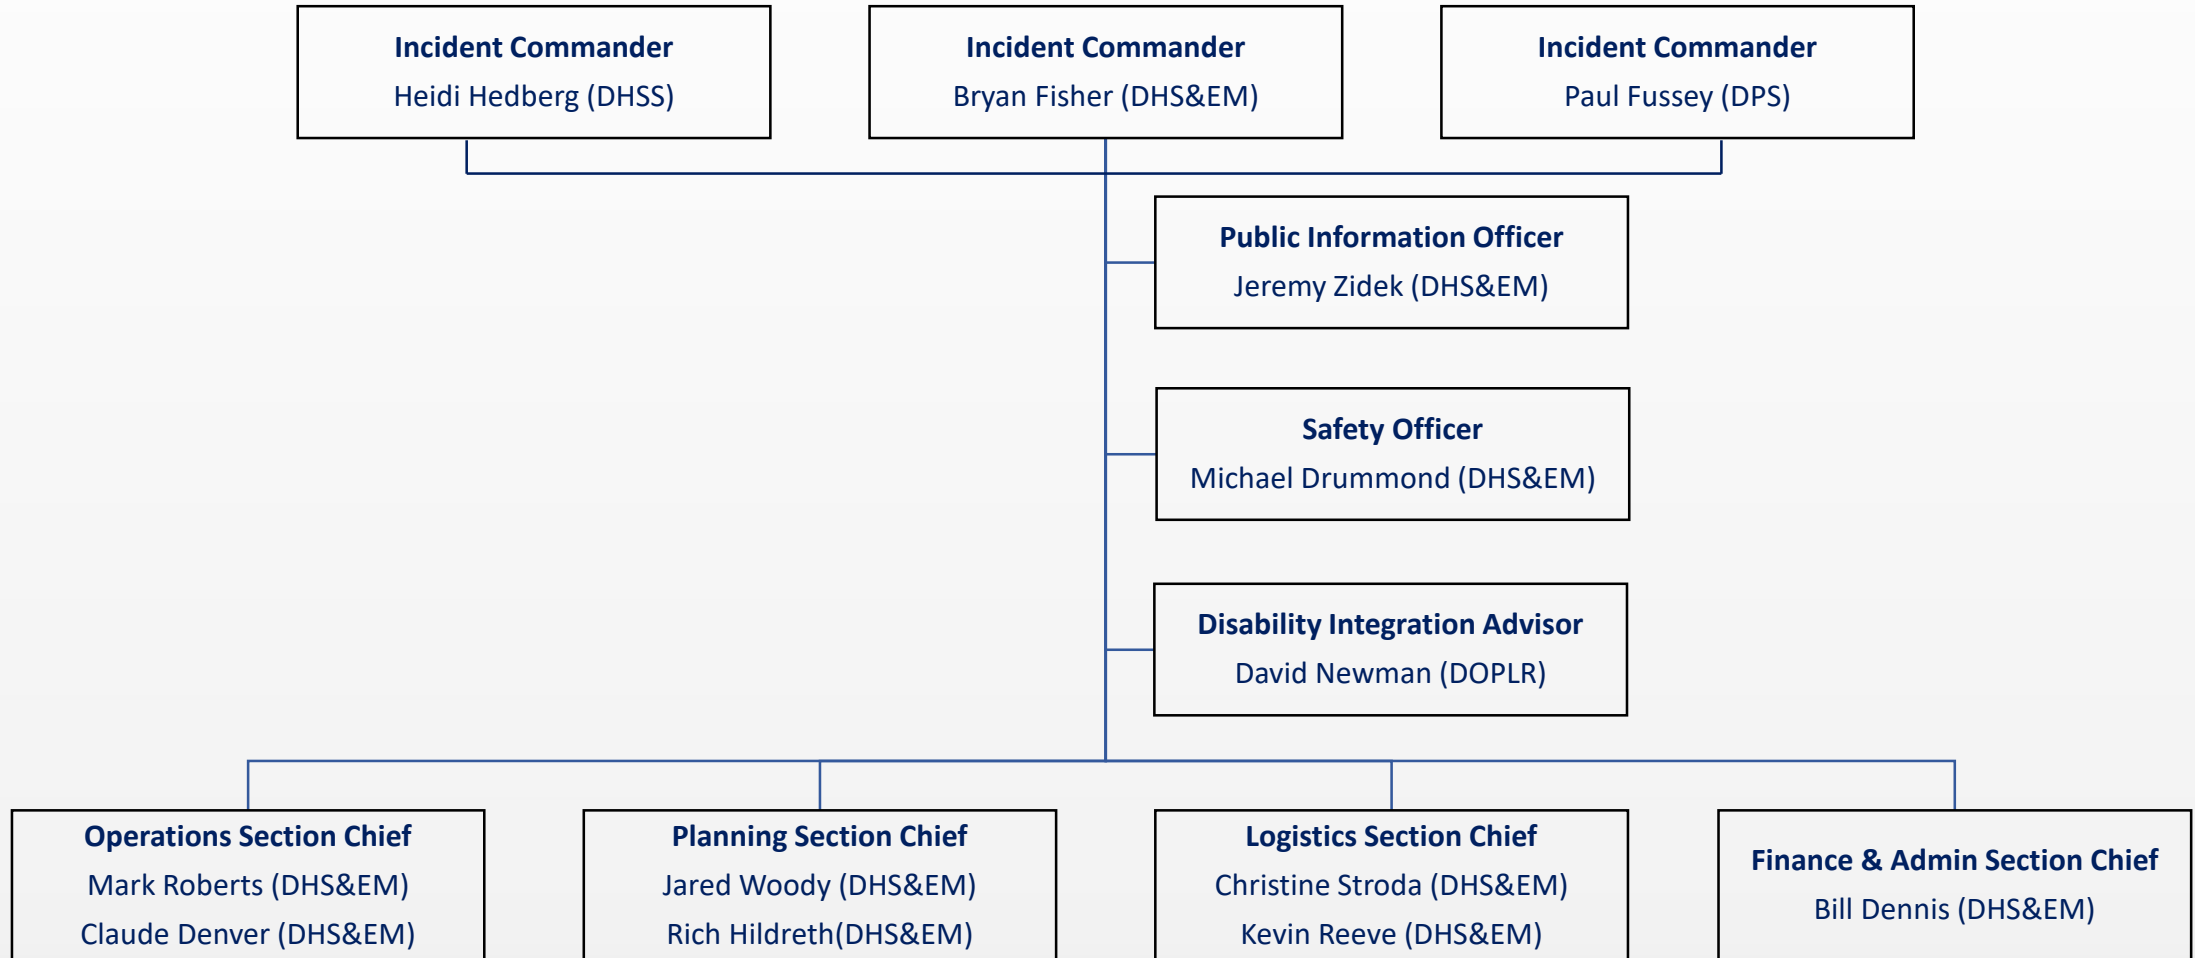 Incident Commander
Heidi Hedberg (DHSS)
Incident Commander
Bryan Fisher (DHS&EM)
Incident Commander
Paul Fussey (DPS)
Public Information Officer
Jeremy Zidek (DHS&EM)
Safety Officer
Michael Drummond (DHS&EM)
Disability Integration Advisor
David Newman (DOPLR)
Operations Section Chief
Mark Roberts (DHS&EM)
Claude Denver (DHS&EM)
Planning Section Chief
Jared Woody (DHS&EM)
Rich Hildreth(DHS&EM)
Logistics Section Chief
Christine Stroda (DHS&EM)
Kevin Reeve (DHS&EM)
Finance & Admin Section Chief
Bill Dennis (DHS&EM)